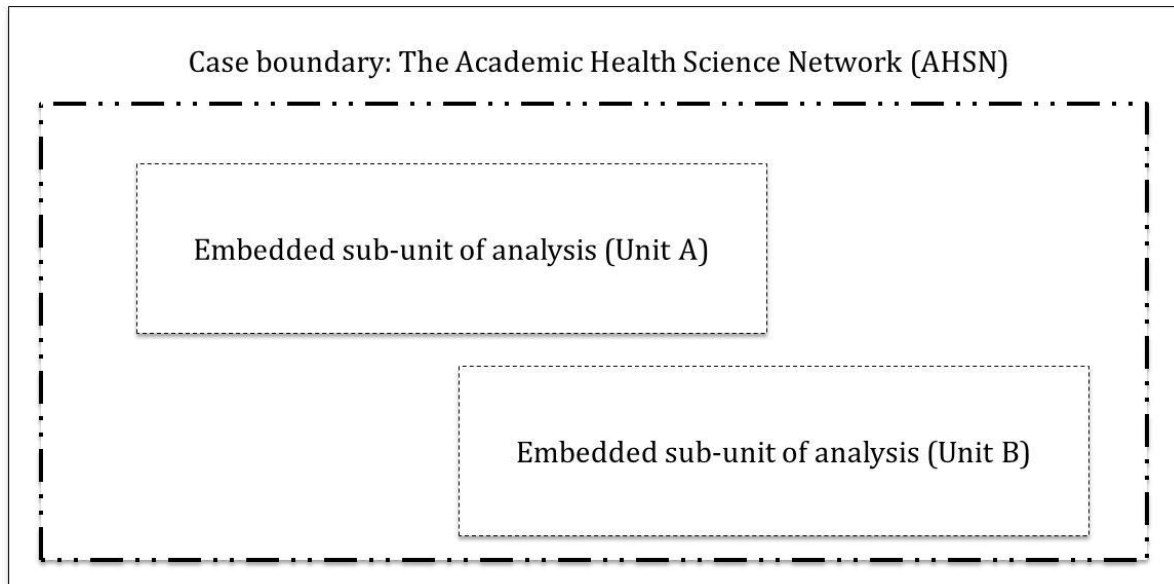 Case boundary: The Academic Health Science Network (AHSN)
Embedded sub-unit of analysis (Unit A)
Embedded sub-unit of analysis (Unit B)